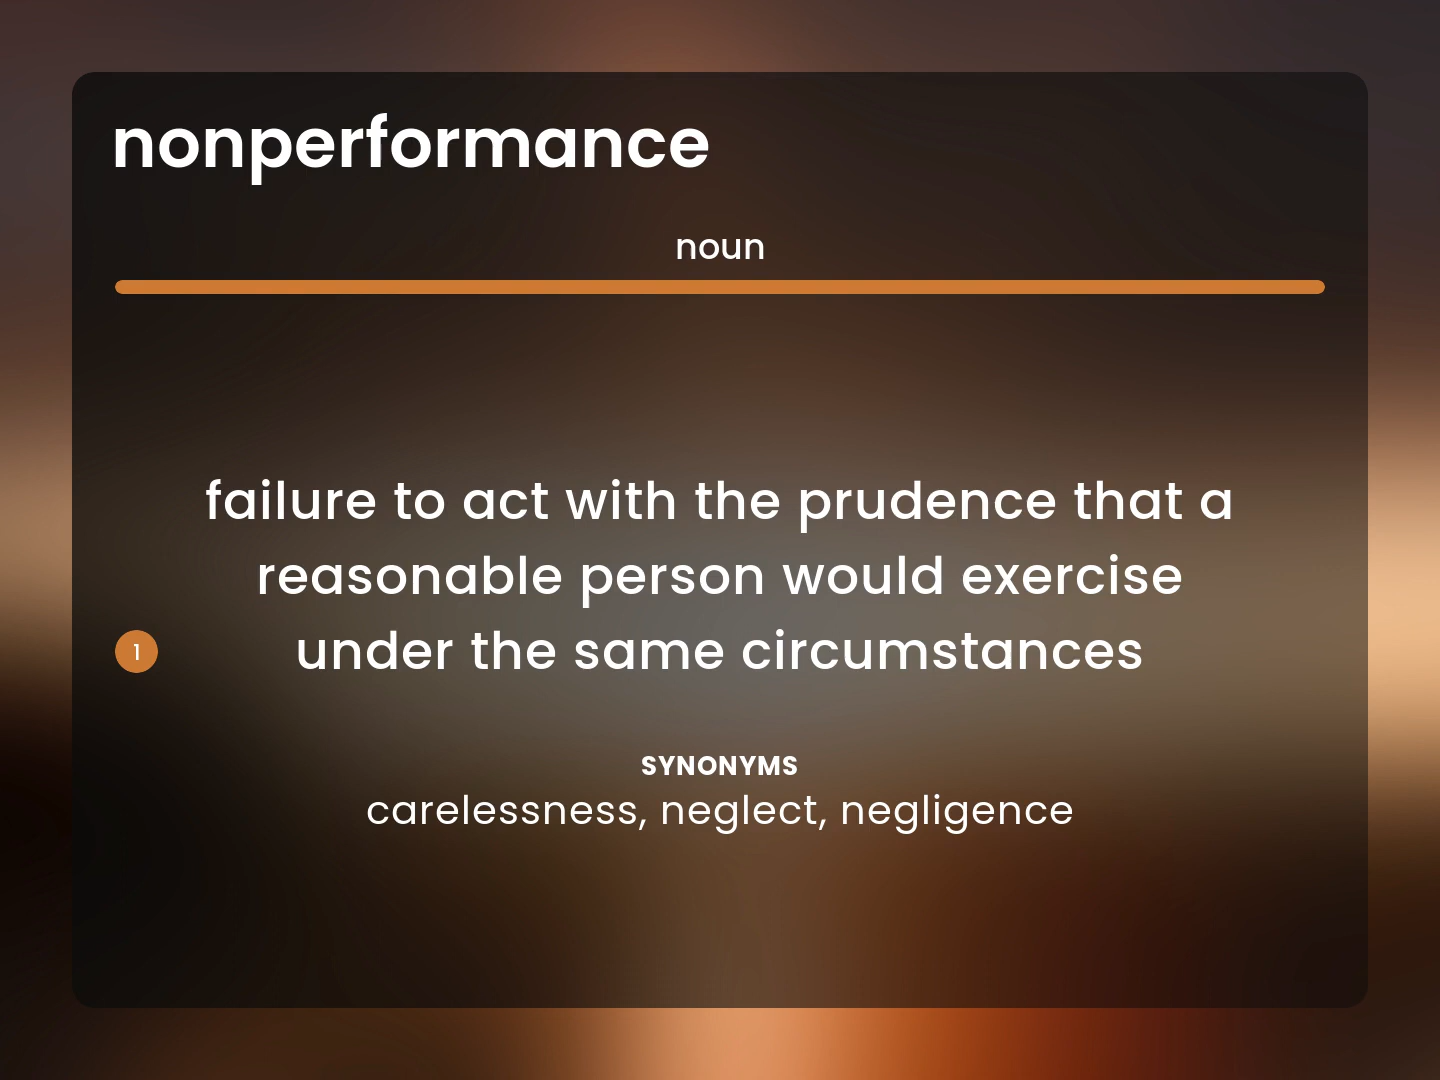 nonperformance
noun
failure to act with the prudence that a
reasonable person would exercise
under the same circumstances
1
SYNONYMS
carelessness, neglect, negligence